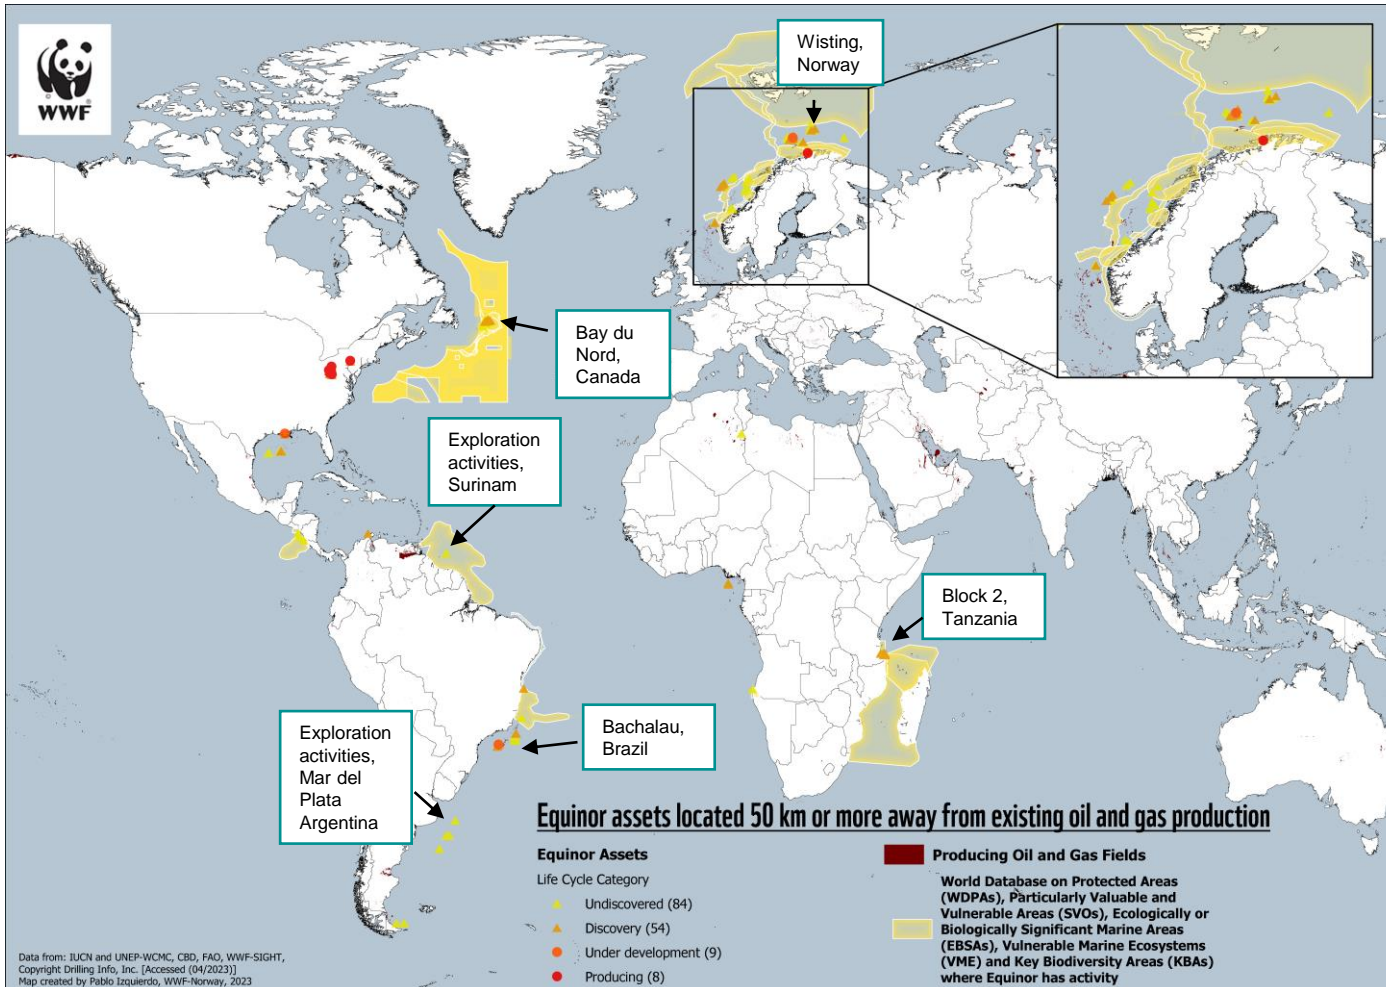 WWF
Wisting,
Norway
Bay du
Nord,
Canada
Exploration
activities,
Surinam
Block 2,
Tanzania
Bachalau,
Brazil
Exploration
activities,
Mar del
Plata
Argentina
Equinor assets located 50 km or more away from existing oil and gas production
Equinor Assets
Life Cycle Category
Undiscovered (84)
Discovery (54)
Under development (9)
Producing (8)
Producing Oil and Gas Fields
World Database on Protected Areas
(WDPAs), Particularly Valuable and
Vulnerable Areas (SVOs), Ecologically or
Biologically Significant Marine Areas
(EBSAs), Vulnerable Marine Ecosystems
(VME) and Key Biodiversity Areas (KBAs)
where Equinor has activity
Data from: IUCN and UNEP-WCMC, CBD, FAO, WWF-SIGHT,
Copyright Drilling Info, Inc. [Accessed (04/2023)]
Map created by Pablo Izquierdo, WWF-Norway, 2023